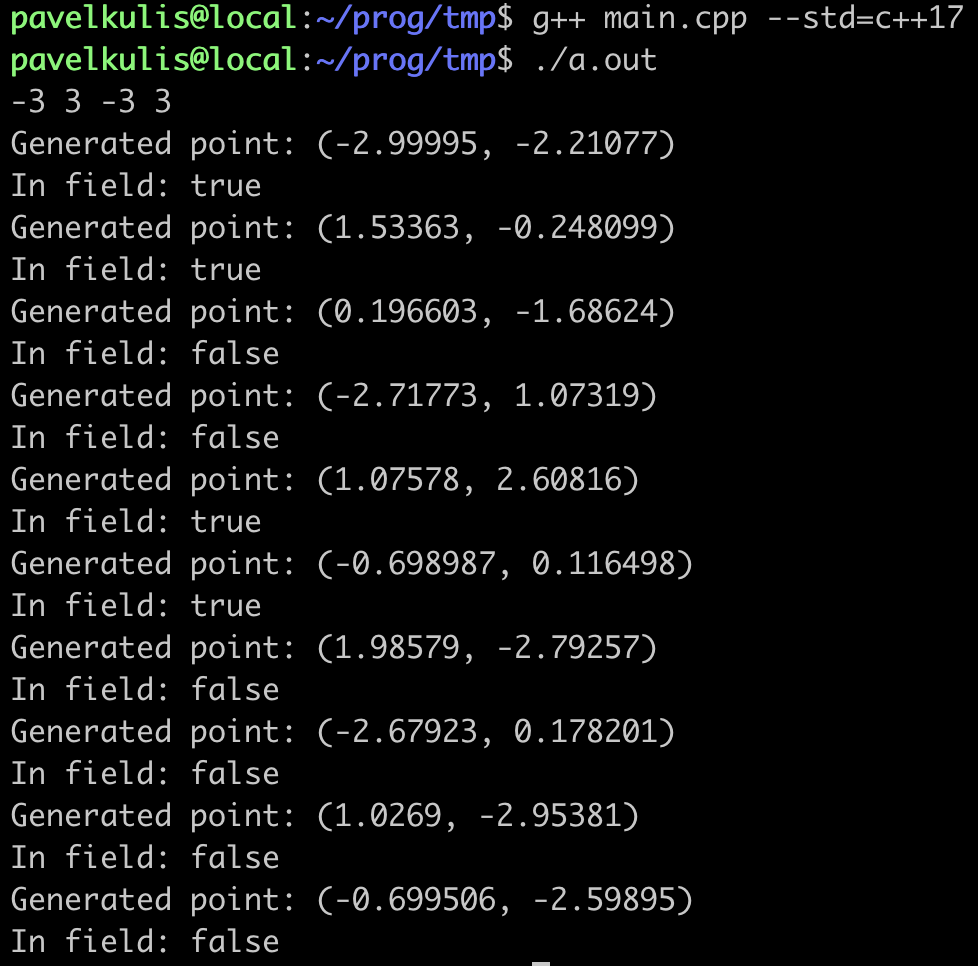 pavelkulis@local:~/prog/tmp$ g++ main.cpp --std=c++17
pavelkulis@local:~/prog/tmp$ ./a.out
-3 3 -3 3
Generated point: (-2.99995, -2.21077)
In field: true
Generated point: (1.53363, -0.248099)
In field: true
Generated point: (0.196603, -1.68624)
In field: false
Generated point: (-2.71773, 1.07319)
In field: false
Generated point: (1.07578, 2.60816)
In field: true
Generated point: (-0.698987, 0.116498)
In field: true
Generated point: (1.98579, -2.79257)
In field: false
Generated point: (-2.67923, 0.178201)
In field: false
Generated point: (1.0269, -2.95381)
In field: false
Generated point: (-0.699506, -2.59895)
In field: false